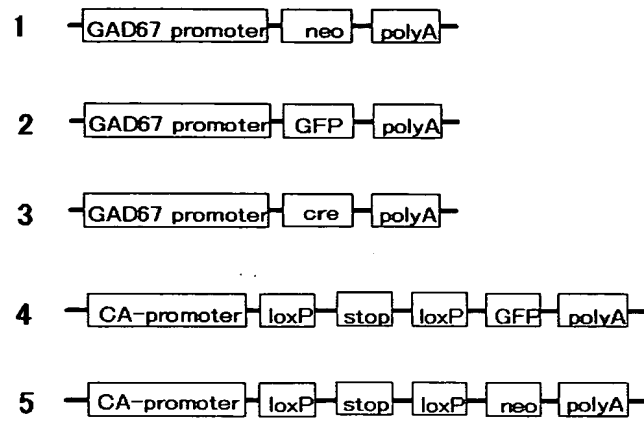 1 GAD67 promoter neo polyA
2 GAD67 promoter GFP polyA
3 GAD67 promoter cre polyA
4 CA-promoter loxP stop loxP GFP polyA
5 CA-promoter loxP stop loxP neo polyA